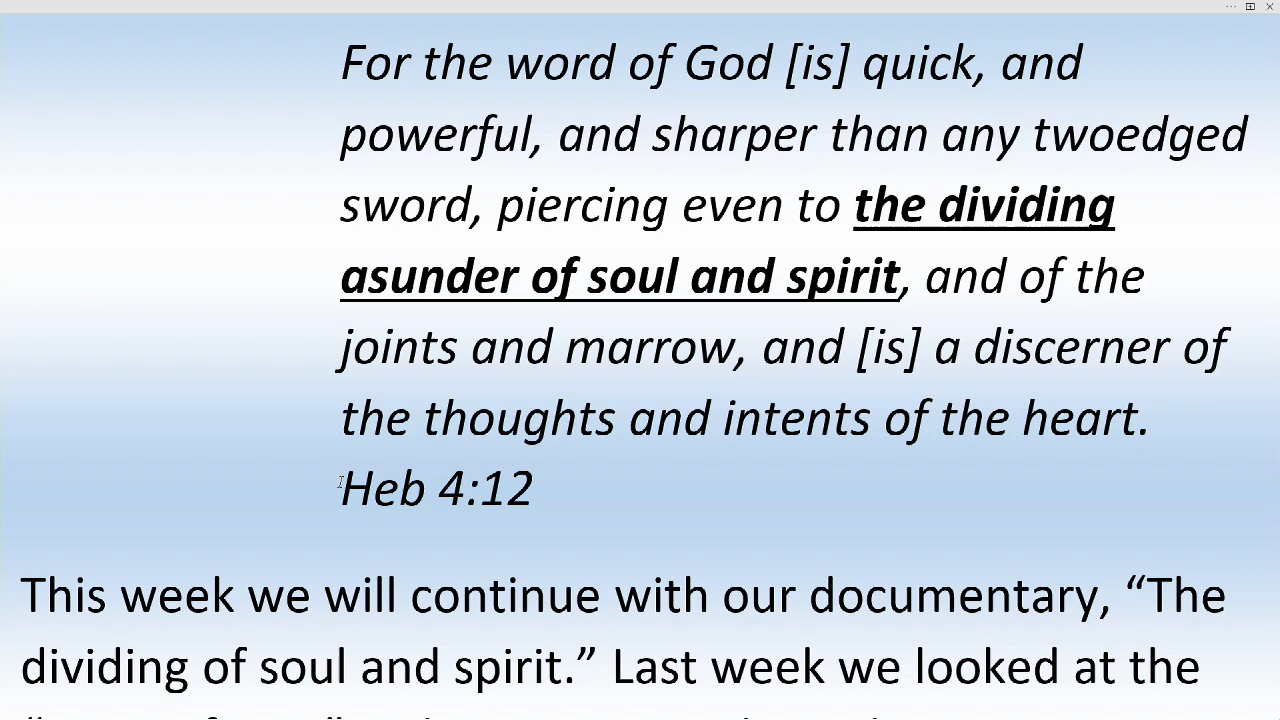 For the word of God [is] quick, and
powerful, and sharper than any twoedged
sword, piercing even to the dividing
asunder of soul and spirit, and of the
joints and marrow, and [is] a discerner of
the thoughts and intents of the heart.
Heb 4:12
This week we will continue with our documentary, “The
dividing of soul and spirit.” Last week we looked at the